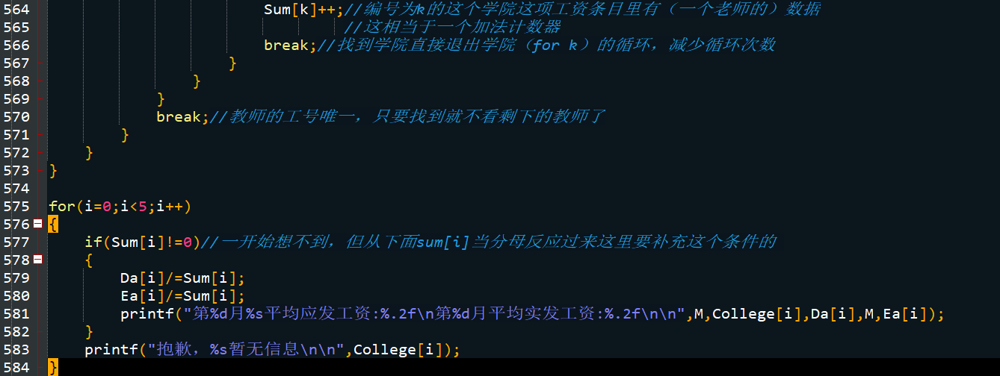 564 Sum[k]++;//编号为k的这个学院这项工资条目里有（一个老师的）数据
565 //这相当于一个加法计数器
566 break;//找到学院直接退出学院（for k）的循环，减少循环次数
567 }
568 }
569 }
570 break;//教师的工号唯一，只要找到就不看剩下的教师了
571 }
572 }
573 }
574
575 for(i=0;i<5;i++)
576 {
577 if(Sum[i]!=0)//一开始想不到，但从下面sum[i]当分母反应过来这里要补充这个条件的
578 {
579 Da[i]/=Sum[i];
580 Ea[i]/=Sum[i];
581 printf("第%d月%s平均应发工资:%.2f\n第%d月平均实发工资:%.2f\n\n",M,College[i],Da[i],M,Ea[i]);
582 }
583 printf("抱歉，%s暂无信息\n\n",College[i]);
584 }